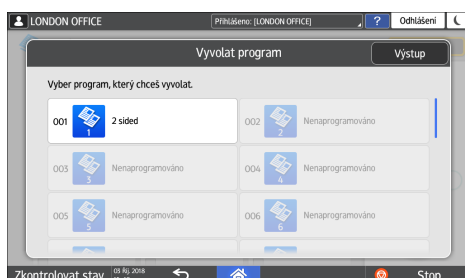 LONDON OFFICE
Přihlášeno: [LONDON OFFICE]
?
Odhlášení
Vyvolat program
Výstup
Vyber program, který chceš vyvolat.
001 1 2 sided
002 2 Nenaprogramováno
003 3 Nenaprogramováno
004 4 Nenaprogramováno
005 5 Nenaprogramováno
006 6 Nenaprogramováno
Zkontrolovat stav
03 Říj. 2018
Stop